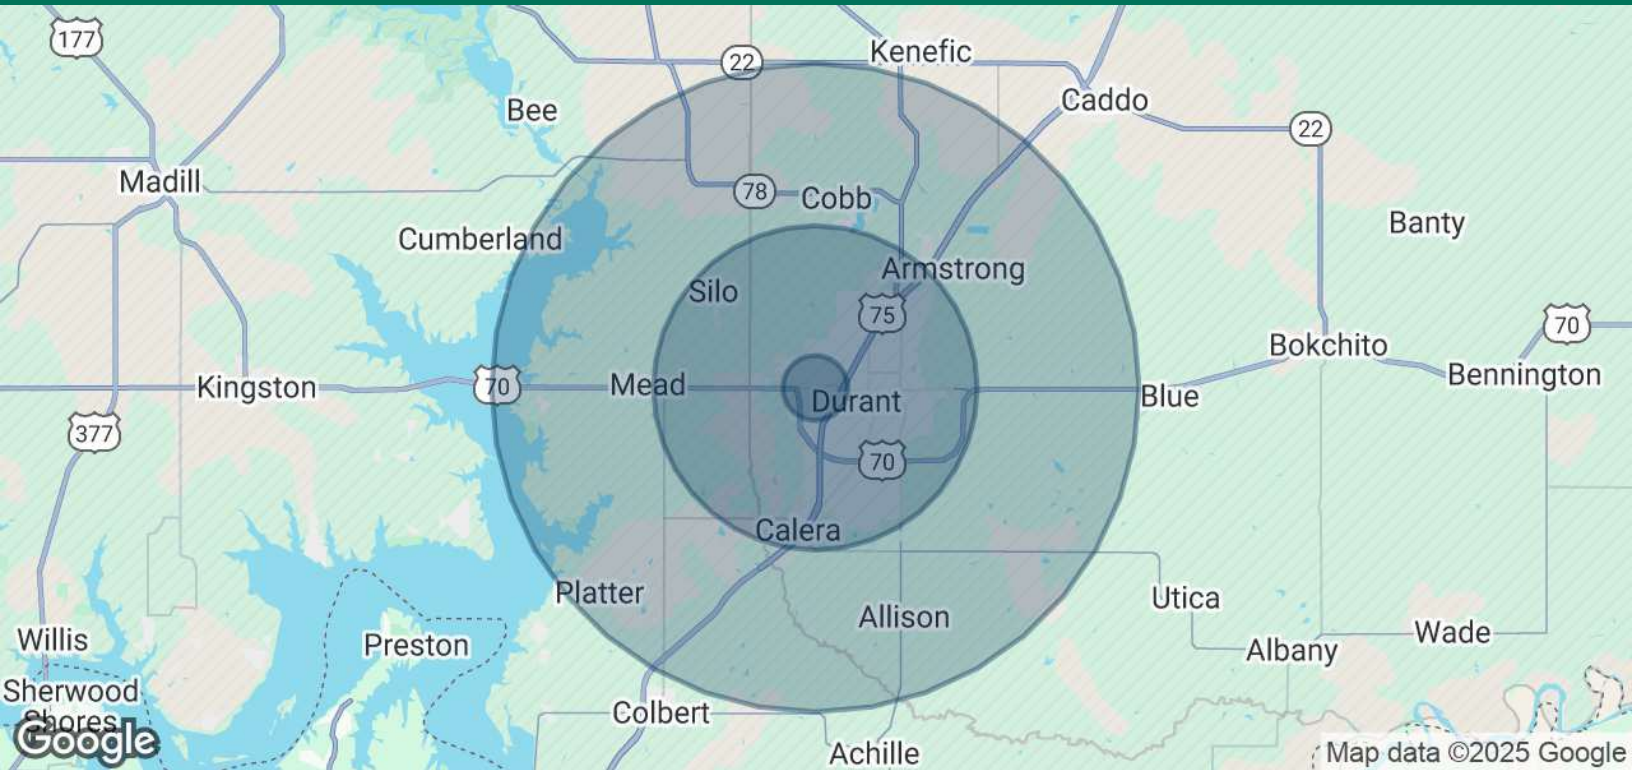 177
22
Kenefic
Caddo
Bee
22
Madill
78
Cobb
Banty
Cumberland
Armstrong
Silo
75
70
Bokchito
Bennington
Kingston
70
Mead
Durant
Blue
377
70
Calera
Platter
Utica
Allison
Willis
Preston
Wade
Albany
Sherwood
Shores
Colbert
Google
Achille
Map data ©2025 Google